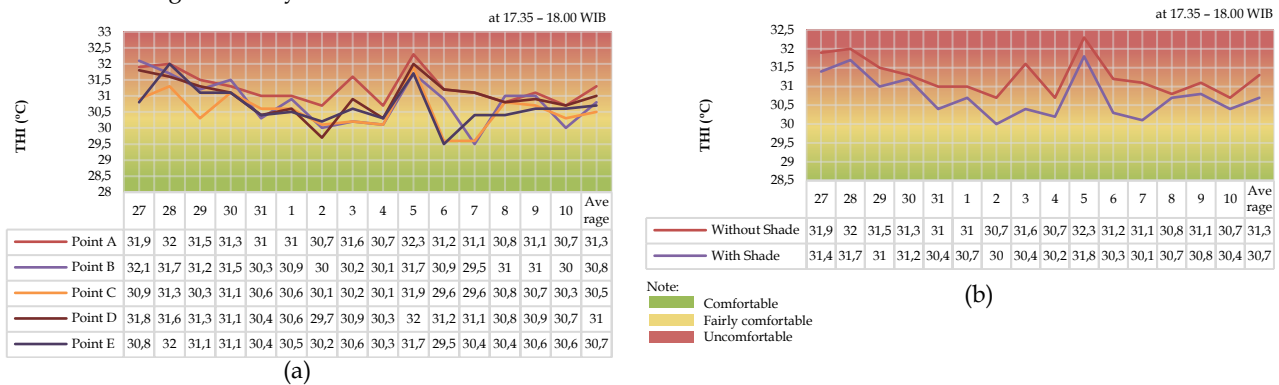 at 17.35 – 18.00 WIB
THI (°C)
33
32,5
32
31,5
31
30,5
30
29,5
29
28,5
28
27 28 29 30 31 1 2 3 4 5 6 7 8 9 10 Ave rage
Point A 31,9 32 31,5 31,3 31 31 30,7 31,6 30,7 32,3 31,2 31,1 30,8 31,1 30,7 31,3
Point B 32,1 31,7 31,2 31,5 30,3 30,9 30 30,2 30,1 31,7 30,9 29,5 31 31 30 30,8
Point C 30,9 31,3 30,3 31,1 30,6 30,6 30,1 30,2 30,1 31,9 29,6 29,6 30,8 30,7 30,3 30,5
Point D 31,8 31,6 31,3 31,1 30,4 30,6 29,7 30,9 30,3 32 31,2 31,1 30,8 30,9 30,7 31
Point E 30,8 32 31,1 31,1 30,4 30,5 30,2 30,6 30,3 31,7 29,5 30,4 30,4 30,6 30,6 30,7
(a)
at 17.35 – 18.00 WIB
THI (°C)
32,5
32
31,5
31
30,5
30
29,5
29
28,5
27 28 29 30 31 1 2 3 4 5 6 7 8 9 10 Ave rage
Without Shade 31,9 32 31,5 31,3 31 31 30,7 31,6 30,7 32,3 31,2 31,1 30,8 31,1 30,7 31,3
With Shade 31,4 31,7 31 31,2 30,4 30,7 30 30,4 30,2 31,8 30,3 30,1 30,7 30,8 30,4 30,7
Note:
Comfortable
Fairly comfortable
Uncomfortable
(b)